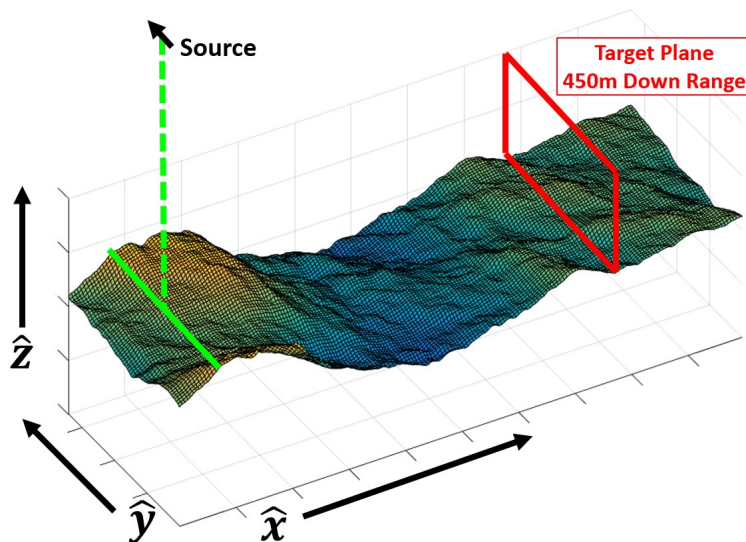 Source
Target Plane
450m Down Range
ẑ
ŷ
x̂